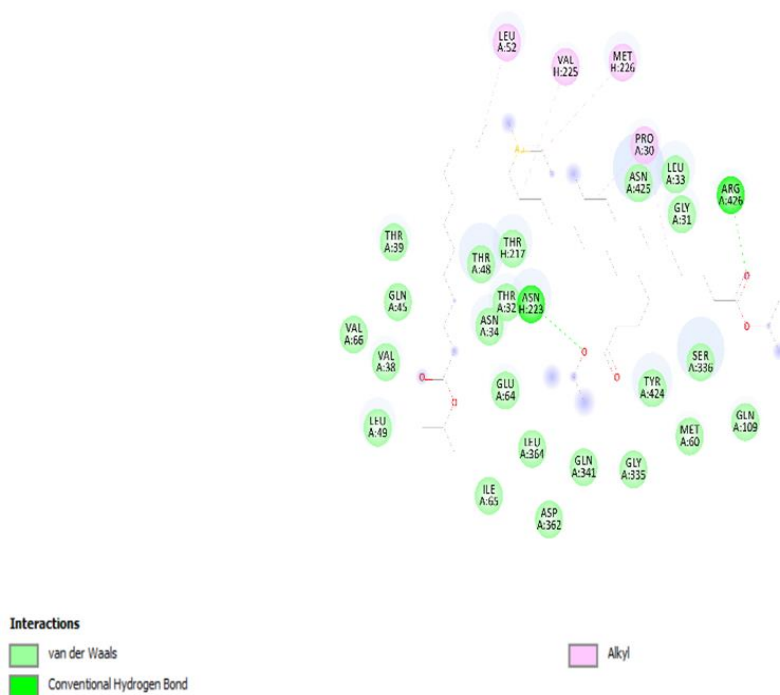 LEU
A:52
VAL
H:225
MET
H:226
PRO
A:30
ASN
A:425
LEU
A:33
ARG
A:426
GLY
A:31
THR
A:39
THR
H:217
THR
A:48
GLN
A:45
THR
A:32
ASN
H:223
ASN
A:34
VAL
A:66
VAL
A:38
O
O
O
O
SER
A:336
GLU
A:64
TYR
A:424
O
O
LEU
A:49
GLN
A:109
MET
A:60
LEU
A:364
GLN
A:341
GLY
A:335
ILE
A:65
ASP
A:362
Interactions
van der Waals
Conventional Hydrogen Bond
Alkyl